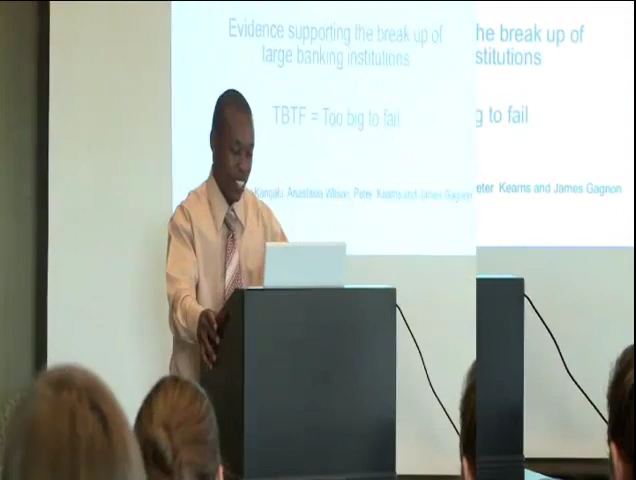 Evidence supporting the break up of
large banking institutions
TBTF = Too big to fail
Kangalu, Anastasia Wilson, Peter Kearns and James Gagnon
he break up of
stitutions
g to fail
eter Kearns and James Gagnon